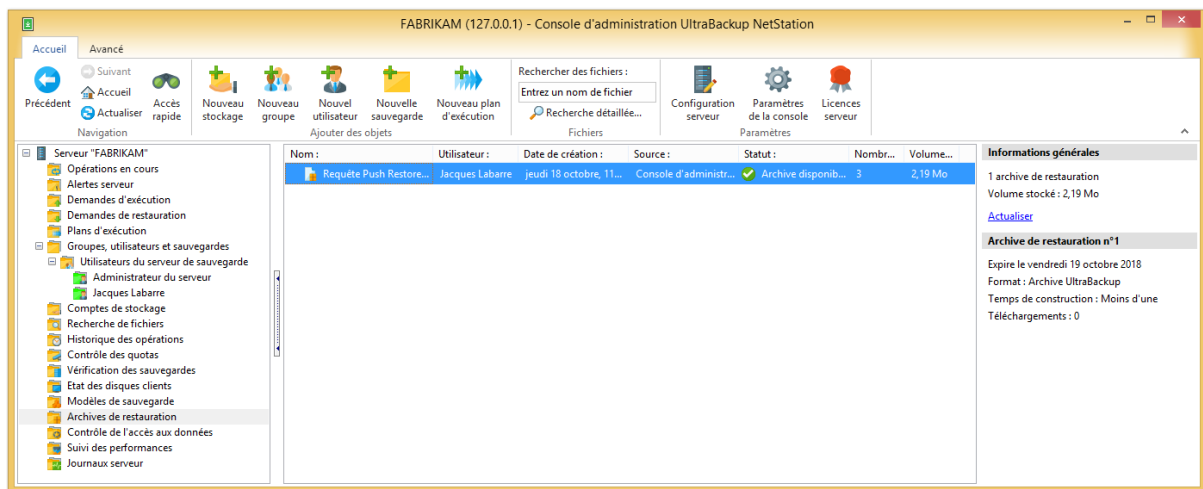 FABRIKAM (127.0.0.1) - Console d'administration UltraBackup NetStation
Accueil Avancé
Précédent
Suivant
Accueil
Actualiser
Accès rapide
Navigation
Nouveau stockage
Nouveau groupe
Nouvel utilisateur
Nouvelle sauvegarde
Nouveau plan d'exécution
Ajouter des objets
Rechercher des fichiers :
Entrez un nom de fichier
Recherche détaillée...
Fichiers
Configuration serveur
Paramètres de la console
Licences serveur
Paramètres
Serveur "FABRIKAM"
Opérations en cours
Alertes serveur
Demandes d'exécution
Demandes de restauration
Plans d'exécution
Groupes, utilisateurs et sauvegardes
Utilisateurs du serveur de sauvegarde
Administrateur du serveur
Jacques Labarre
Comptes de stockage
Recherche de fichiers
Historique des opérations
Contrôle des quotas
Vérification des sauvegardes
Etat des disques clients
Modèles de sauvegarde
Archives de restauration
Contrôle de l'accès aux données
Suivi des performances
Journaux serveur
Nom : Utilisateur : Date de création : Source : Statut : Nombr... Volume...
Requête Push Restore... Jacques Labarre jeudi 18 octobre, 11... Console d'administr... Archive disponib... 3 2,19 Mo
Informations générales
1 archive de restauration
Volume stocké : 2,19 Mo
Actualiser
Archive de restauration n°1
Expire le vendredi 19 octobre 2018
Format : Archive UltraBackup
Temps de construction : Moins d'une
Téléchargements : 0